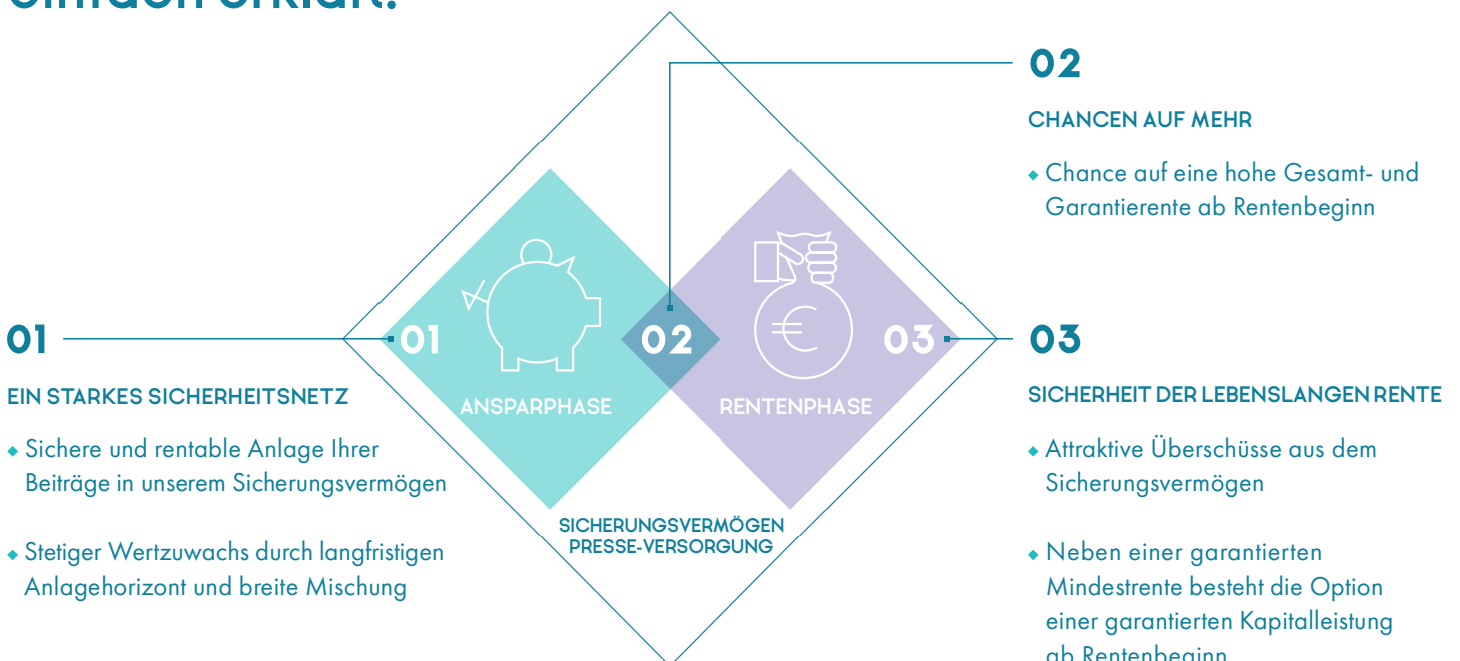 einfach erklärt.
02
CHANCEN AUF MEHR
Chance auf eine hohe Gesamt- und
Garantierente ab Rentenbeginn
01
EIN STARKES SICHERHEITSNETZ
Sichere und rentable Anlage Ihrer
Beiträge in unserem Sicherungsvermögen
Stetiger Wertzuwachs durch langfristigen
Anlagehorizont und breite Mischung
01
ANSPARPHASE
02
€
03
RENTENPHASE
SICHERUNGSVERMÖGEN
PRESSE-VERSORGUNG
03
SICHERHEIT DER LEBENSLANGEN RENTE
Attraktive Überschüsse aus dem
Sicherungsvermögen
Neben einer garantierten
Mindestrente besteht die Option
einer garantierten Kapitalleistung
ab Rentenbeginn